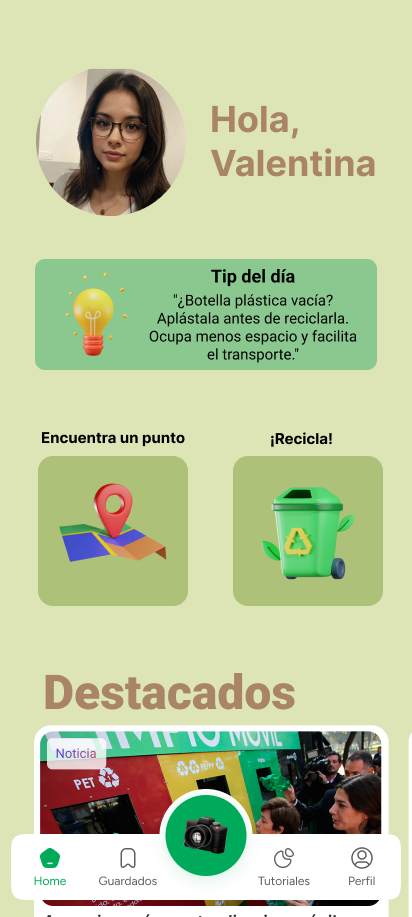 Hola,
Valentina
Tip del día
"¿Botella plástica vacía?
Aplástala antes de reciclarla.
Ocupa menos espacio y facilita
el transporte."
Encuentra un punto
¡Recicla!
Destacados
MÓVIL
Noticia
PET
Home
Guardados
Tutoriales
Perfil